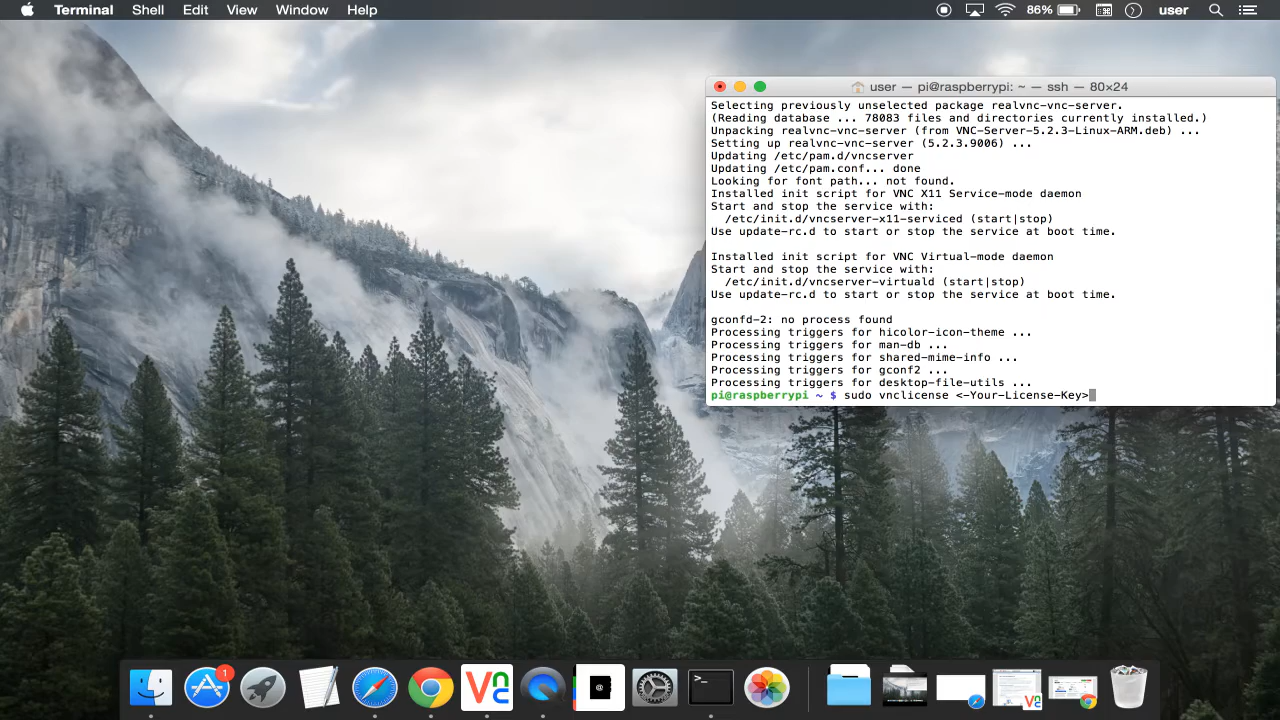 Terminal Shell Edit View Window Help 86% user
user — pi@raspberrypi: ~ — ssh — 80×24
Selecting previously unselected package realvnc-vnc-server.
(Reading database ... 78083 files and directories currently installed.)
Unpacking realvnc-vnc-server (from VNC-Server-5.2.3-Linux-ARM.deb) ...
Setting up realvnc-vnc-server (5.2.3.9006) ...
Updating /etc/pam.d/vncserver
Updating /etc/pam.conf... done
Looking for font path... not found.
Installed init script for VNC X11 Service-mode daemon
Start and stop the service with:
/etc/init.d/vncserver-x11-serviced (start|stop)
Use update-rc.d to start or stop the service at boot time.
Installed init script for VNC Virtual-mode daemon
Start and stop the service with:
/etc/init.d/vncserver-virtuald (start|stop)
Use update-rc.d to start or stop the service at boot time.
gconfd-2: no process found
Processing triggers for hicolor-icon-theme ...
Processing triggers for man-db ...
Processing triggers for shared-mime-info ...
Processing triggers for gconf2 ...
Processing triggers for desktop-file-utils ...
pi@raspberrypi ~ $ sudo vnclicense <-Your-License-Key>
1